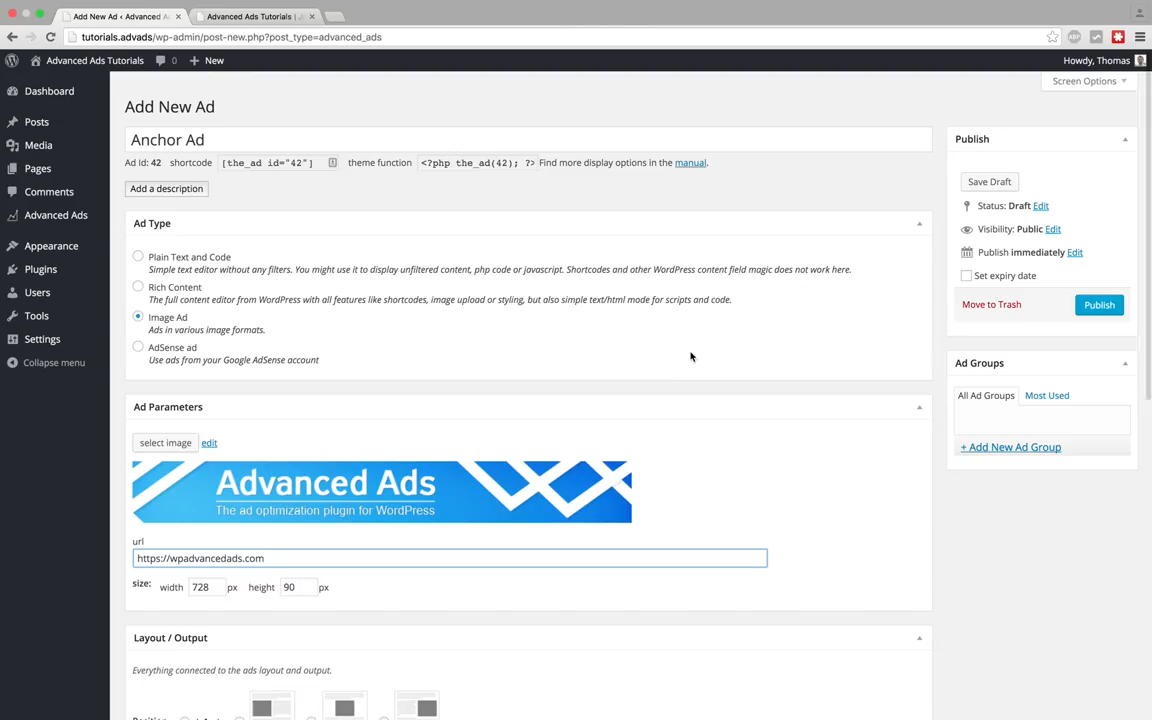 Add New Ad ‹ Advanced A
Advanced Ads Tutorials |
tutorials.advads/wp-admin/post-new.php?post_type=advanced_ads
ABP
Advanced Ads Tutorials
0
New
Howdy, Thomas
Screen Options
Dashboard
Posts
Media
Pages
Comments
Advanced Ads
Appearance
Plugins
Users
Tools
Settings
Collapse menu
Add New Ad
Anchor Ad
Ad Id: 42 shortcode [the_ad id="42"] theme function <?php the_ad(42); ?> Find more display options in the manual.
Add a description
Ad Type
Plain Text and Code
Simple text editor without any filters. You might use it to display unfiltered content, php code or javascript. Shortcodes and other WordPress content field magic does not work here.
Rich Content
The full content editor from WordPress with all features like shortcodes, image upload or styling, but also simple text/html mode for scripts and code.
Image Ad
Ads in various image formats.
AdSense ad
Use ads from your Google AdSense account
Ad Parameters
select image edit
Advanced Ads
The ad optimization plugin for WordPress
url
https://wpadvancedads.com
size: width 728 px height 90 px
Layout / Output
Everything connected to the ads layout and output.
Publish
Save Draft
Status: Draft Edit
Visibility: Public Edit
Publish immediately Edit
Set expiry date
Move to Trash
Publish
Ad Groups
All Ad Groups
Most Used
+ Add New Ad Group